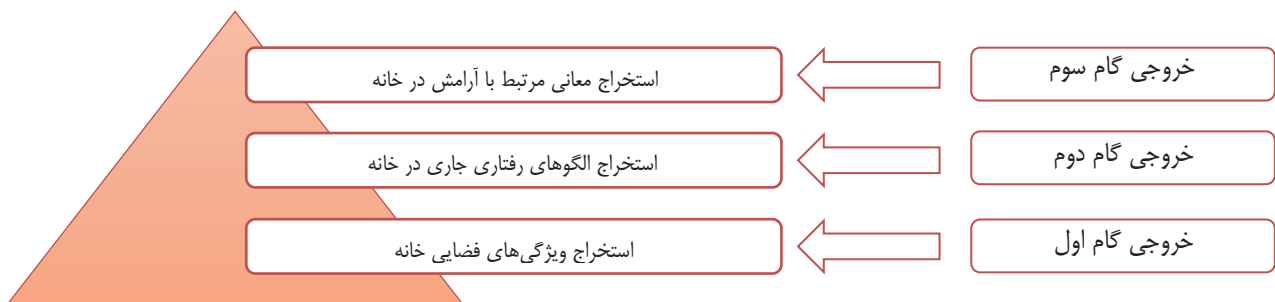 خروجی گام سوم
استخراج معانی مرتبط با آرامش در خانه
خروجی گام دوم
استخراج الگوهای رفتاری جاری در خانه
خروجی گام اول
استخراج ویژگی‌های فضایی خانه